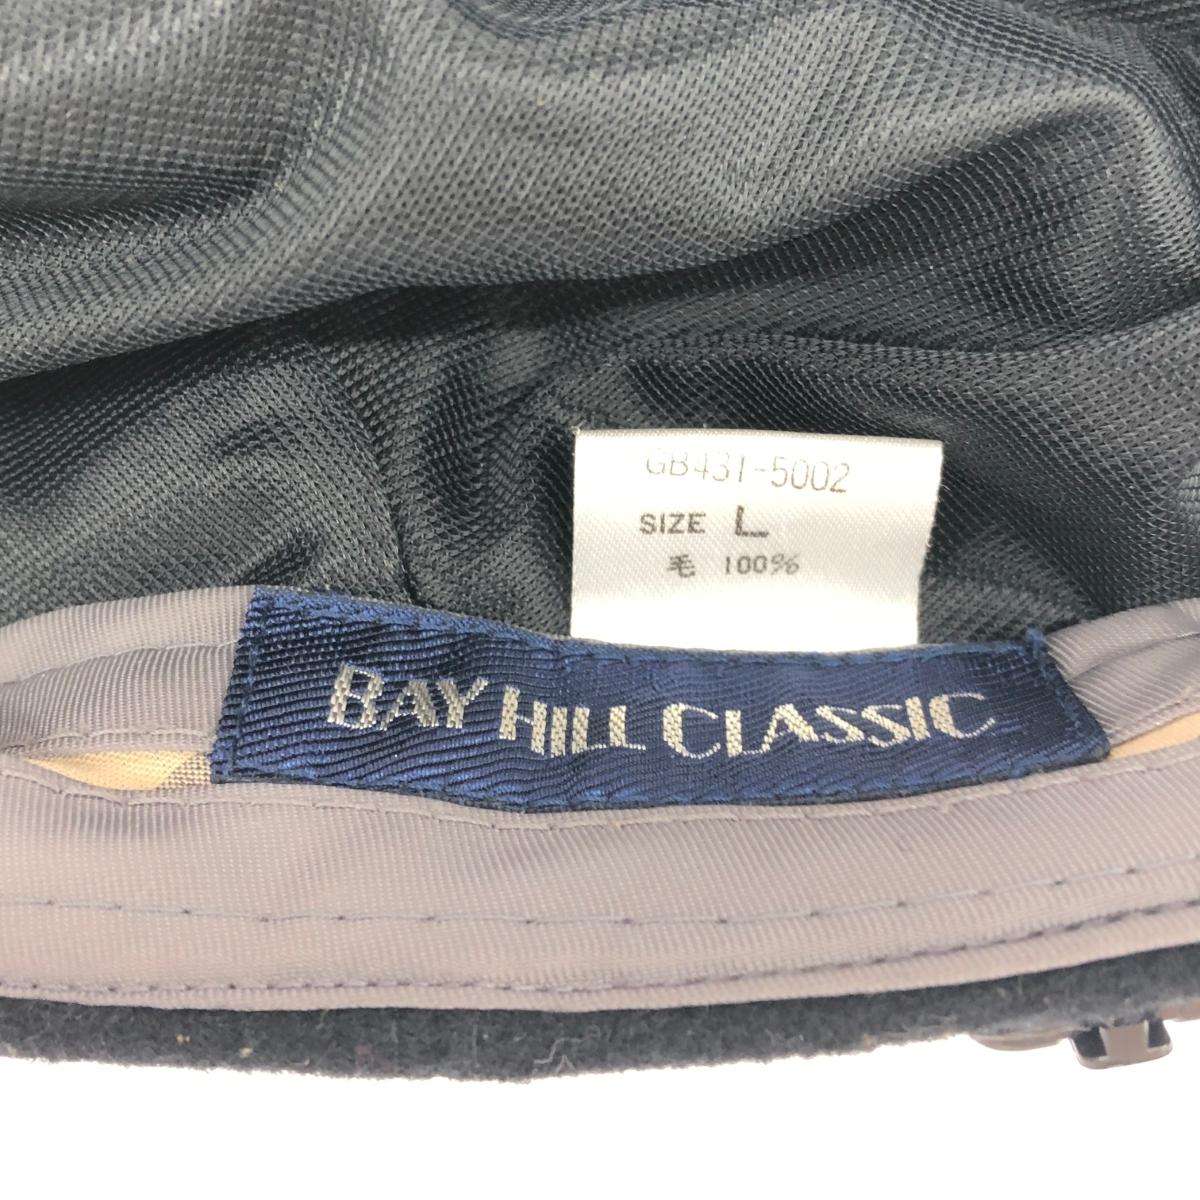 GB431-5002
SIZE L
毛 100%
BAY HILL CLASSIC